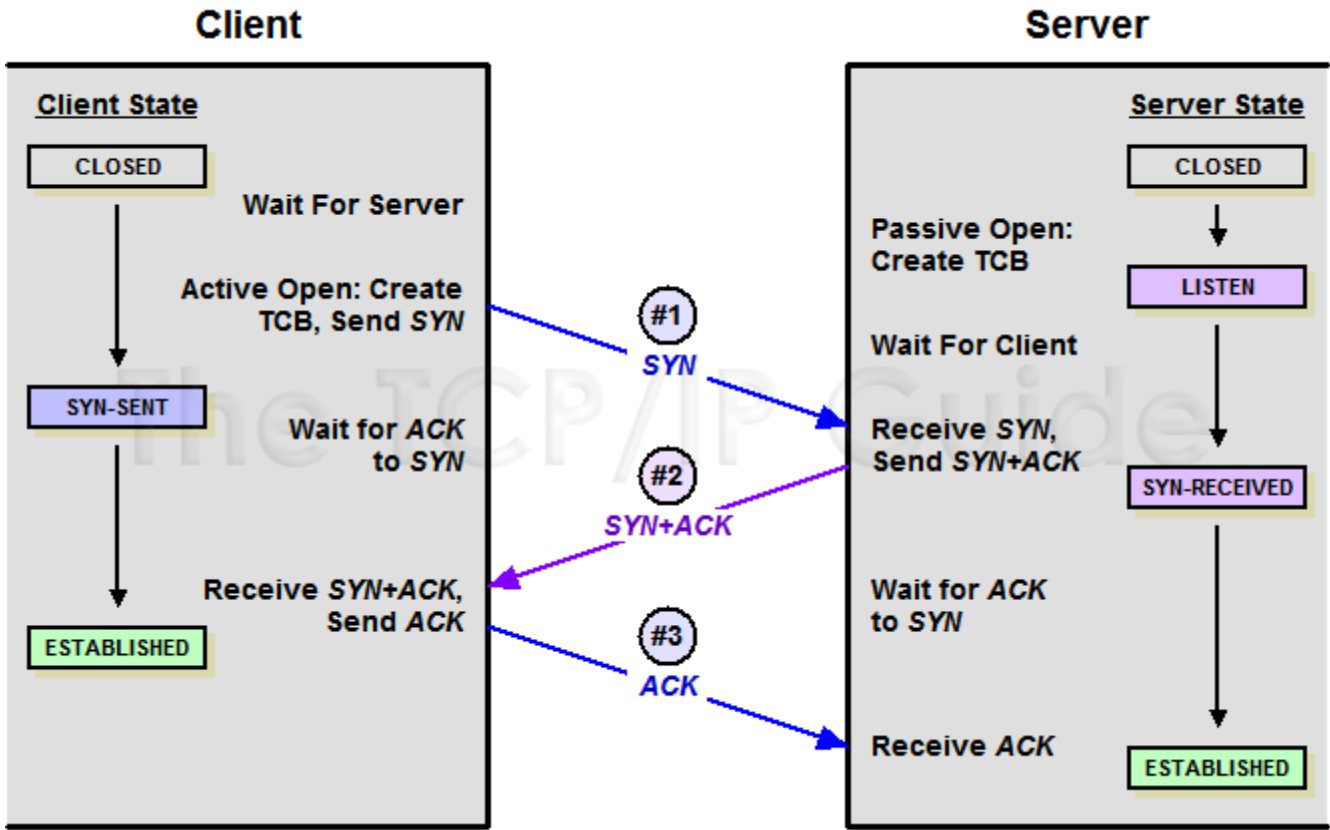 Client
Server
Client State
CLOSED
Wait For Server
Active Open: Create
TCB, Send SYN
SYN-SENT
Wait for ACK
to SYN
Receive SYN+ACK,
Send ACK
ESTABLISHED
#1
SYN
#2
SYN+ACK
#3
ACK
Server State
CLOSED
Passive Open:
Create TCB
LISTEN
Wait For Client
Receive SYN,
Send SYN+ACK
SYN-RECEIVED
Wait for ACK
to SYN
Receive ACK
ESTABLISHED
The TCP/IP Guide